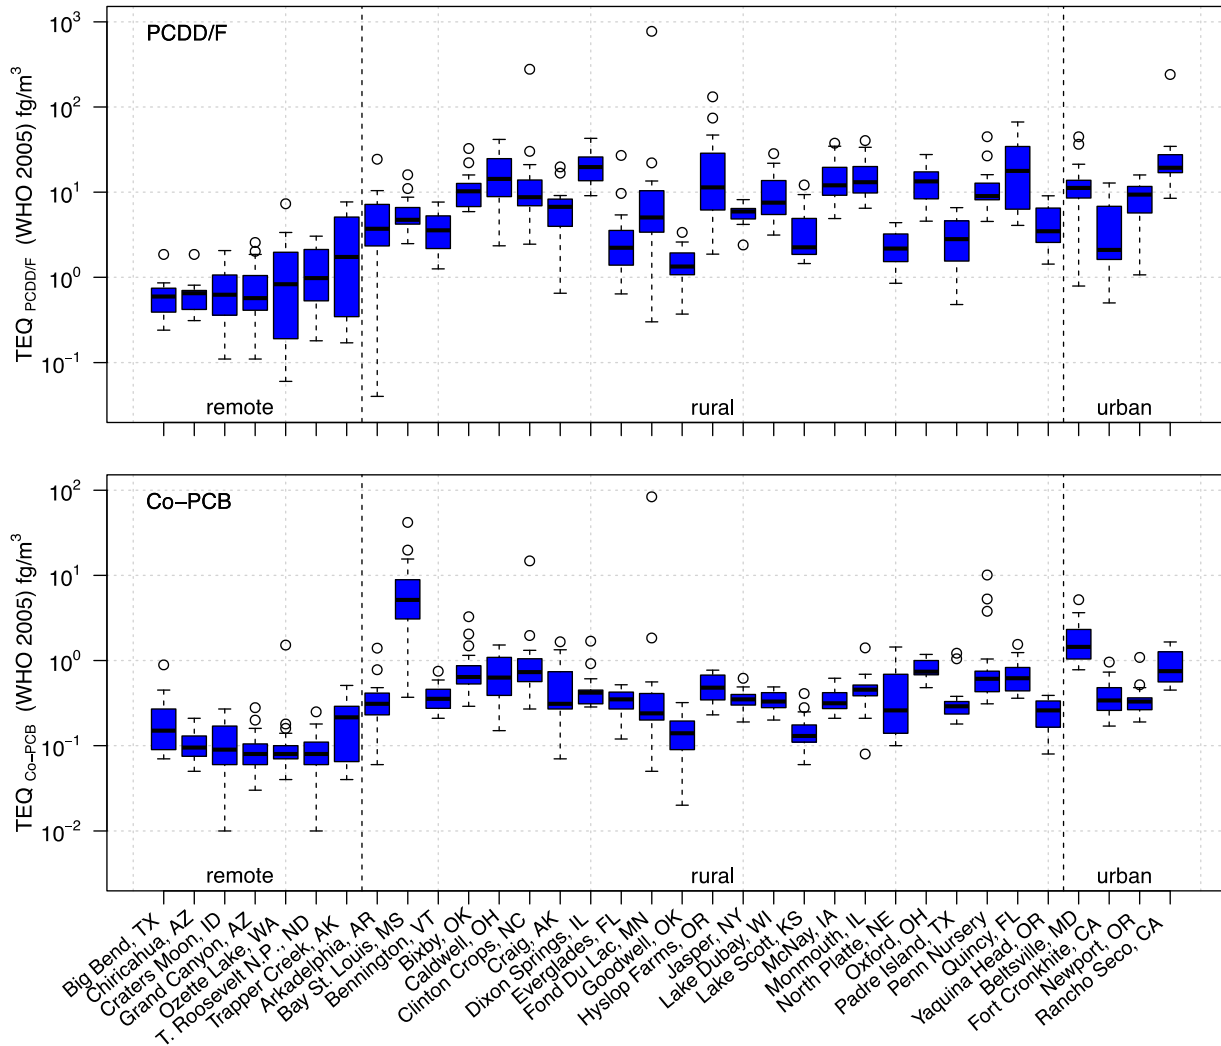 PCDD/F
TEQ PCDD/F (WHO 2005) fg/m³
10³
10²
10¹
10⁰
10⁻¹
remote rural urban
Co−PCB
TEQ Co−PCB (WHO 2005) fg/m³
10²
10¹
10⁰
10⁻¹
10⁻²
remote rural urban
Big Bend, TX
Chiricahua, AZ
Craters Moon, ID
Grand Canyon, AZ
Ozette Lake, WA
T. Roosevelt N.P., ND
Trapper Creek, AK
Arkadelphia, AR
Bay St. Louis, MS
Bennington, VT
Bixby, OK
Caldwell, OH
Clinton Crops, NC
Craig, AK
Dixon Springs, IL
Everglades, FL
Fond Du Lac, MN
Goodwell, OK
Hyslop Farms, OR
Jasper, NY
Lake Dubay, WI
Lake Scott, KS
McNay, IA
Monmouth, IL
North Platte, NE
Oxford, OH
Padre Island, TX
Penn Nursery
Quincy, FL
Yaquina Head, OR
Beltsville, MD
Fort Cronkhite, CA
Newport, OR
Rancho Seco, CA